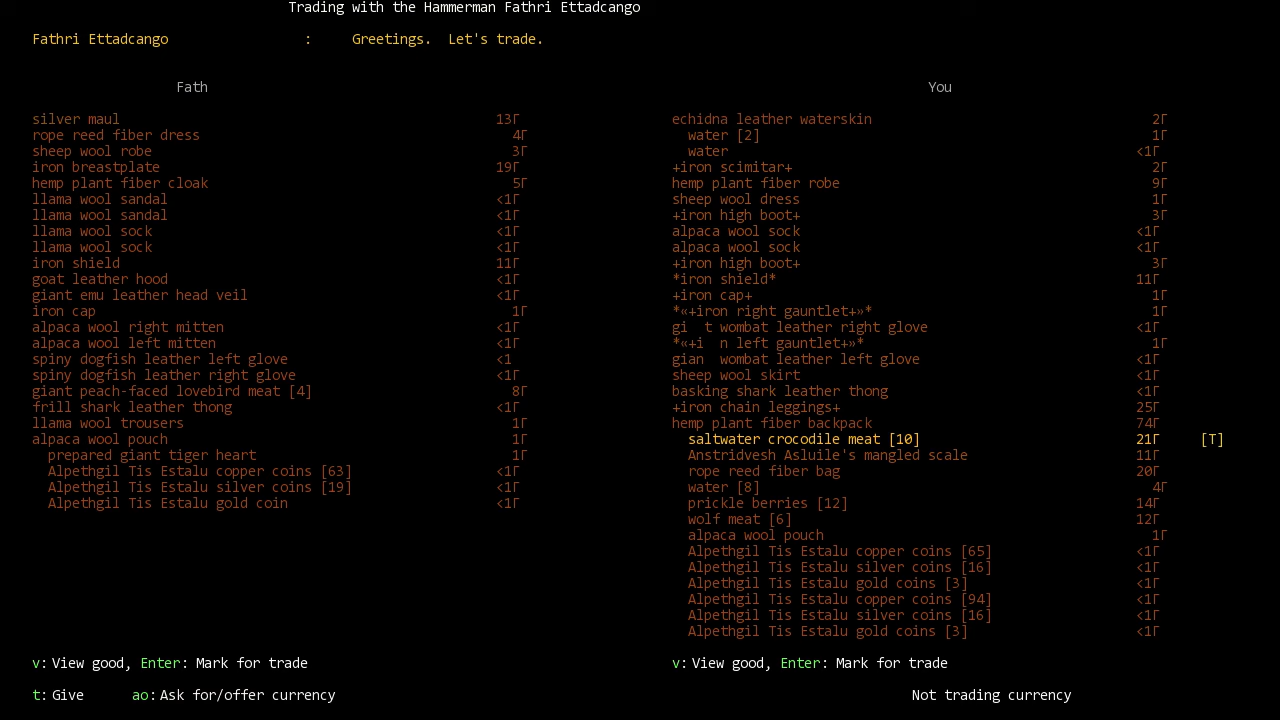 Trading with the Hammerman Fathri Ettadcango
Fathri Ettadcango : Greetings. Let's trade.
Fath You
silver maul 13Γ echidna leather waterskin 2Γ
rope reed fiber dress 4Γ water [2] 1Γ
sheep wool robe 3Γ water <1Γ
iron breastplate 19Γ +iron scimitar+ 2Γ
hemp plant fiber cloak 5Γ hemp plant fiber robe 9Γ
llama wool sandal <1Γ sheep wool dress 1Γ
llama wool sandal <1Γ +iron high boot+ 3Γ
llama wool sock <1Γ alpaca wool sock <1Γ
llama wool sock <1Γ alpaca wool sock <1Γ
iron shield 11Γ +iron high boot+ 3Γ
goat leather hood <1Γ *iron shield* 11Γ
giant emu leather head veil <1Γ +iron cap+ 1Γ
iron cap 1Γ *«+iron right gauntlet+»* 1Γ
alpaca wool right mitten <1Γ gi t wombat leather right glove <1Γ
alpaca wool left mitten <1Γ *«+i n left gauntlet+»* 1Γ
spiny dogfish leather left glove <1 gian wombat leather left glove <1Γ
spiny dogfish leather right glove <1Γ sheep wool skirt <1Γ
giant peach-faced lovebird meat [4] 8Γ basking shark leather thong <1Γ
frill shark leather thong <1Γ +iron chain leggings+ 25Γ
llama wool trousers 1Γ hemp plant fiber backpack 74Γ
alpaca wool pouch 1Γ saltwater crocodile meat [10] 21Γ [T]
prepared giant tiger heart 1Γ Anstridvesh Asluile's mangled scale 11Γ
Alpethgil Tis Estalu copper coins [63] <1Γ rope reed fiber bag 20Γ
Alpethgil Tis Estalu silver coins [19] <1Γ water [8] 4Γ
Alpethgil Tis Estalu gold coin <1Γ prickle berries [12] 14Γ
wolf meat [6] 12Γ
alpaca wool pouch 1Γ
Alpethgil Tis Estalu copper coins [65] <1Γ
Alpethgil Tis Estalu silver coins [16] <1Γ
Alpethgil Tis Estalu gold coins [3] <1Γ
Alpethgil Tis Estalu copper coins [94] <1Γ
Alpethgil Tis Estalu silver coins [16] <1Γ
Alpethgil Tis Estalu gold coins [3] <1Γ
v: View good, Enter: Mark for trade v: View good, Enter: Mark for trade
t: Give ao: Ask for/offer currency Not trading currency